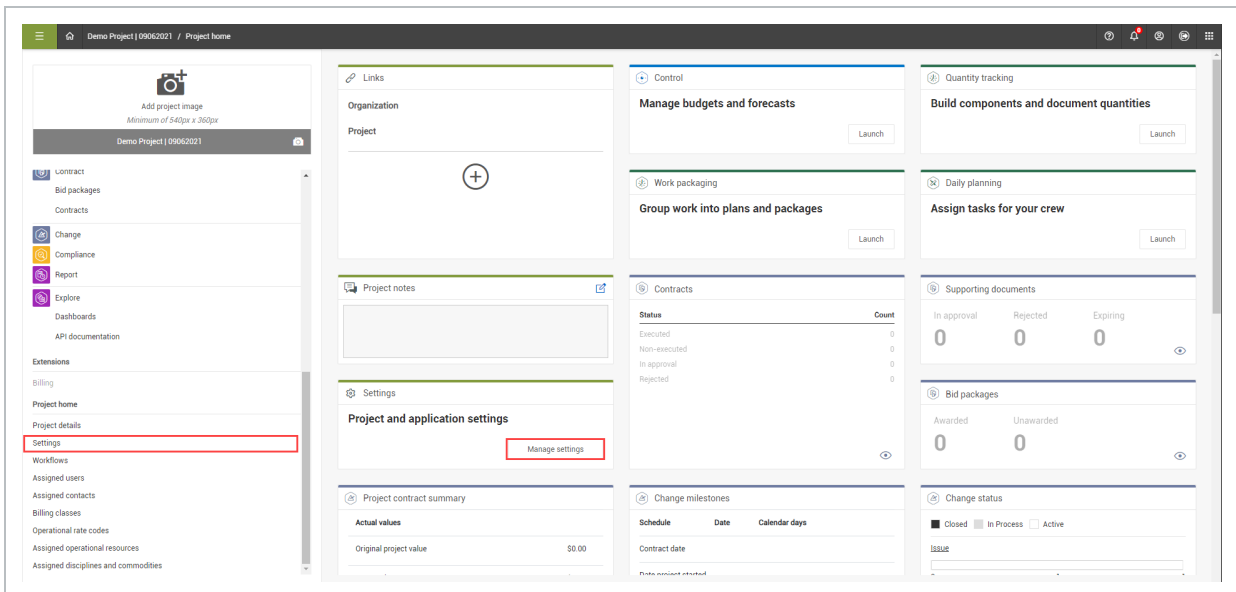 Demo Project | 09062021 / Project home
Add project image
Minimum of 540px x 360px
Demo Project | 09062021
Contract
Bid packages
Contracts
Change
Compliance
Report
Explore
Dashboards
API documentation
Extensions
Billing
Project home
Project details
Settings
Workflows
Assigned users
Assigned contacts
Billing classes
Operational rate codes
Assigned operational resources
Assigned disciplines and commodities
Links
Organization
Project
Project notes
Settings
Project and application settings
Manage settings
Project contract summary
Actual values
Original project value $0.00
Control
Manage budgets and forecasts
Launch
Work packaging
Group work into plans and packages
Launch
Contracts
Status Count
Executed 0
Non-executed 0
In approval 0
Rejected 0
Change milestones
Schedule Date Calendar days
Contract date
Date project started
Quantity tracking
Build components and document quantities
Launch
Daily planning
Assign tasks for your crew
Launch
Supporting documents
In approval Rejected Expiring
0 0 0
Bid packages
Awarded Unawarded
0 0
Change status
Closed In Process Active
Issue